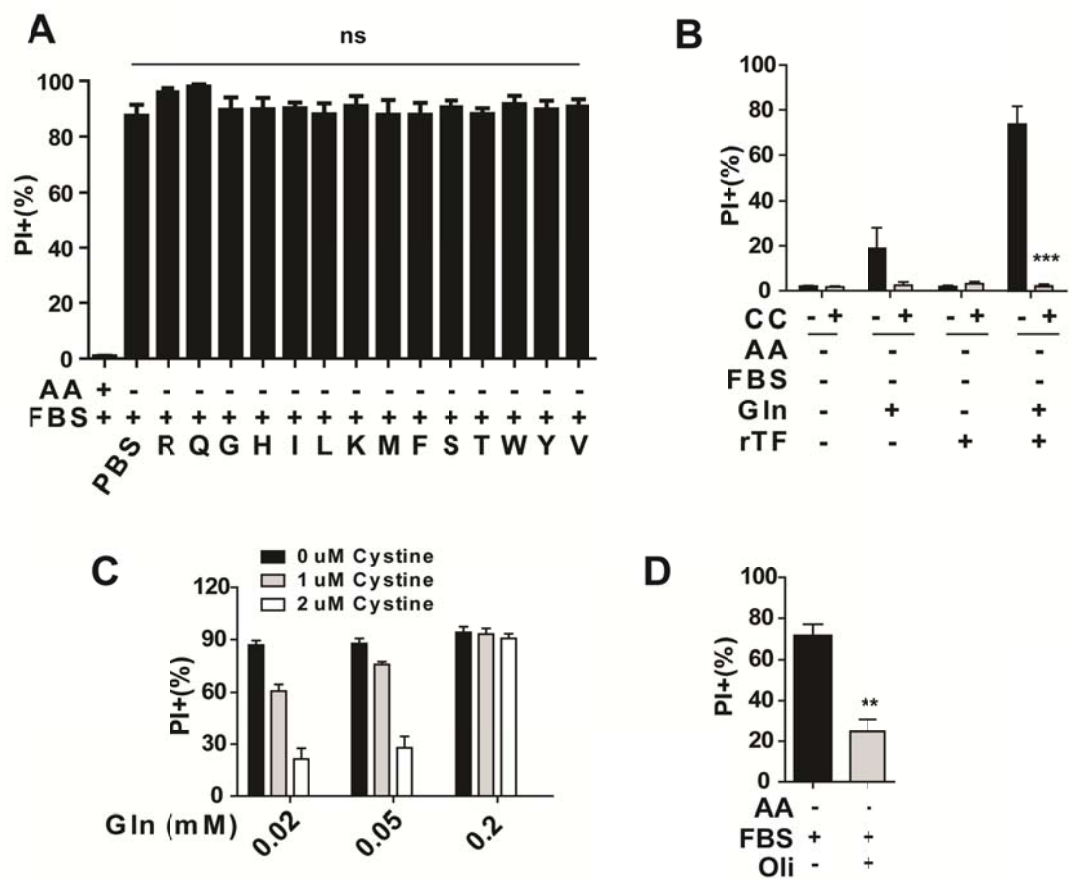 A
ns
PI+(%)
100
80
60
40
20
0
AA + - - - - - - - - - - - - - - -
FBS + + + + + + + + + + + + + + + +
PBS R Q G H I L K M F S T W Y V
B
PI+(%)
100
80
60
40
20
0
***
CC - + - + - + - +
AA - - - -
FBS - - - -
Gln - + - +
rTF - - + +
C
0 uM Cystine
1 uM Cystine
2 uM Cystine
PI+(%)
120
90
60
30
0
Gln (mM) 0.02 0.05 0.2
D
PI+(%)
100
80
60
40
20
0
**
AA - -
FBS + +
Oli - +